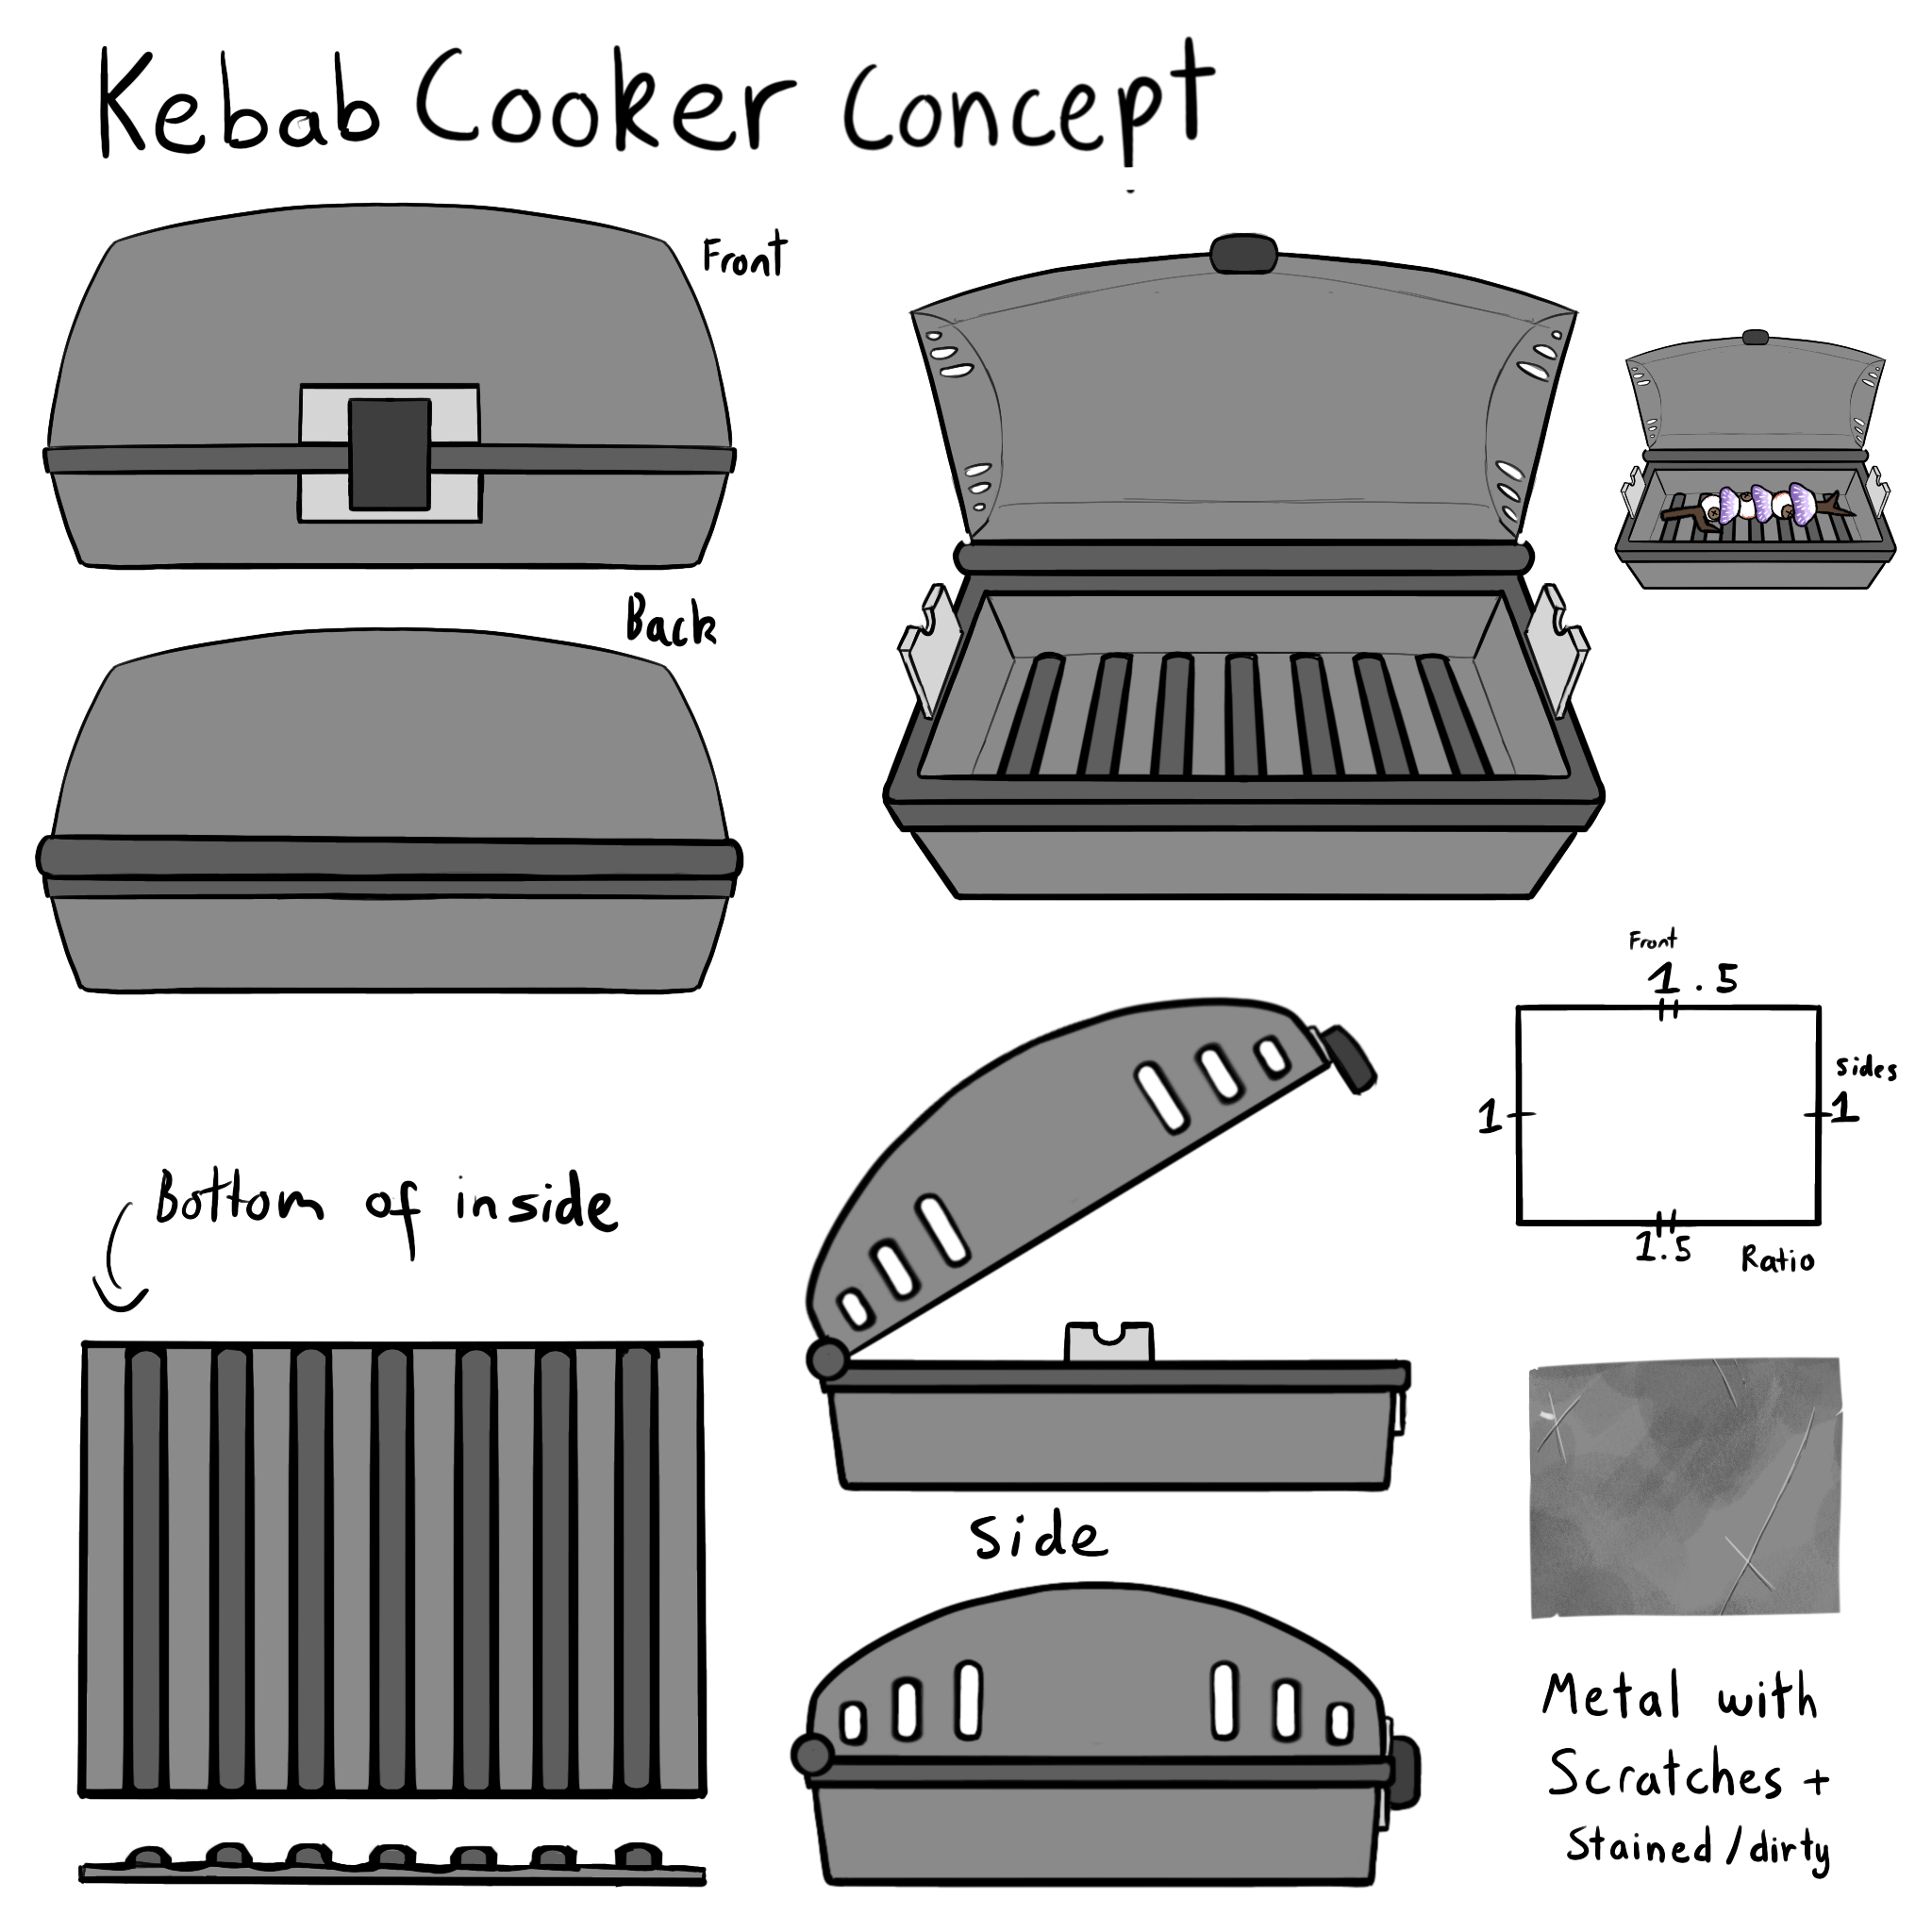 Kebab Cooker Concept
Front
Back
Front
1.5
sides
1
1
1.5
Ratio
Bottom of inside
Side
Metal with
Scratches +
Stained/dirty